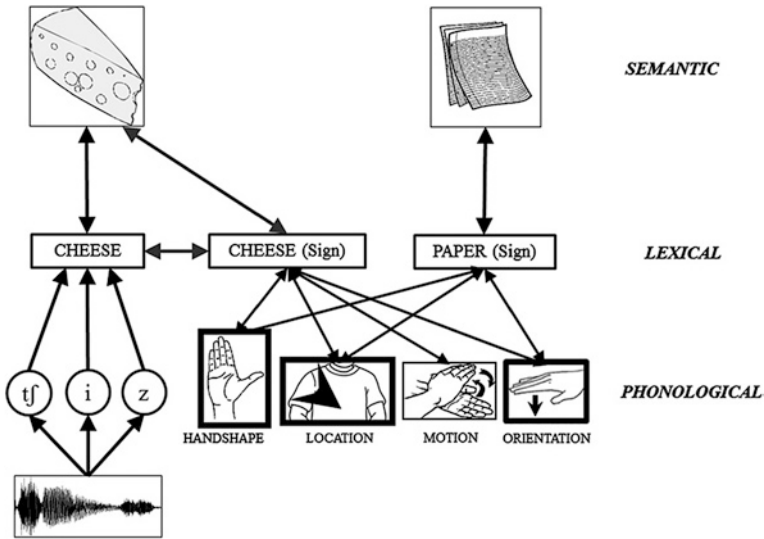 SEMANTIC
CHEESE
CHEESE (Sign)
PAPER (Sign)
LEXICAL
tʃ
i
z
PHONOLOGICAL
HANDSHAPE
LOCATION
MOTION
ORIENTATION